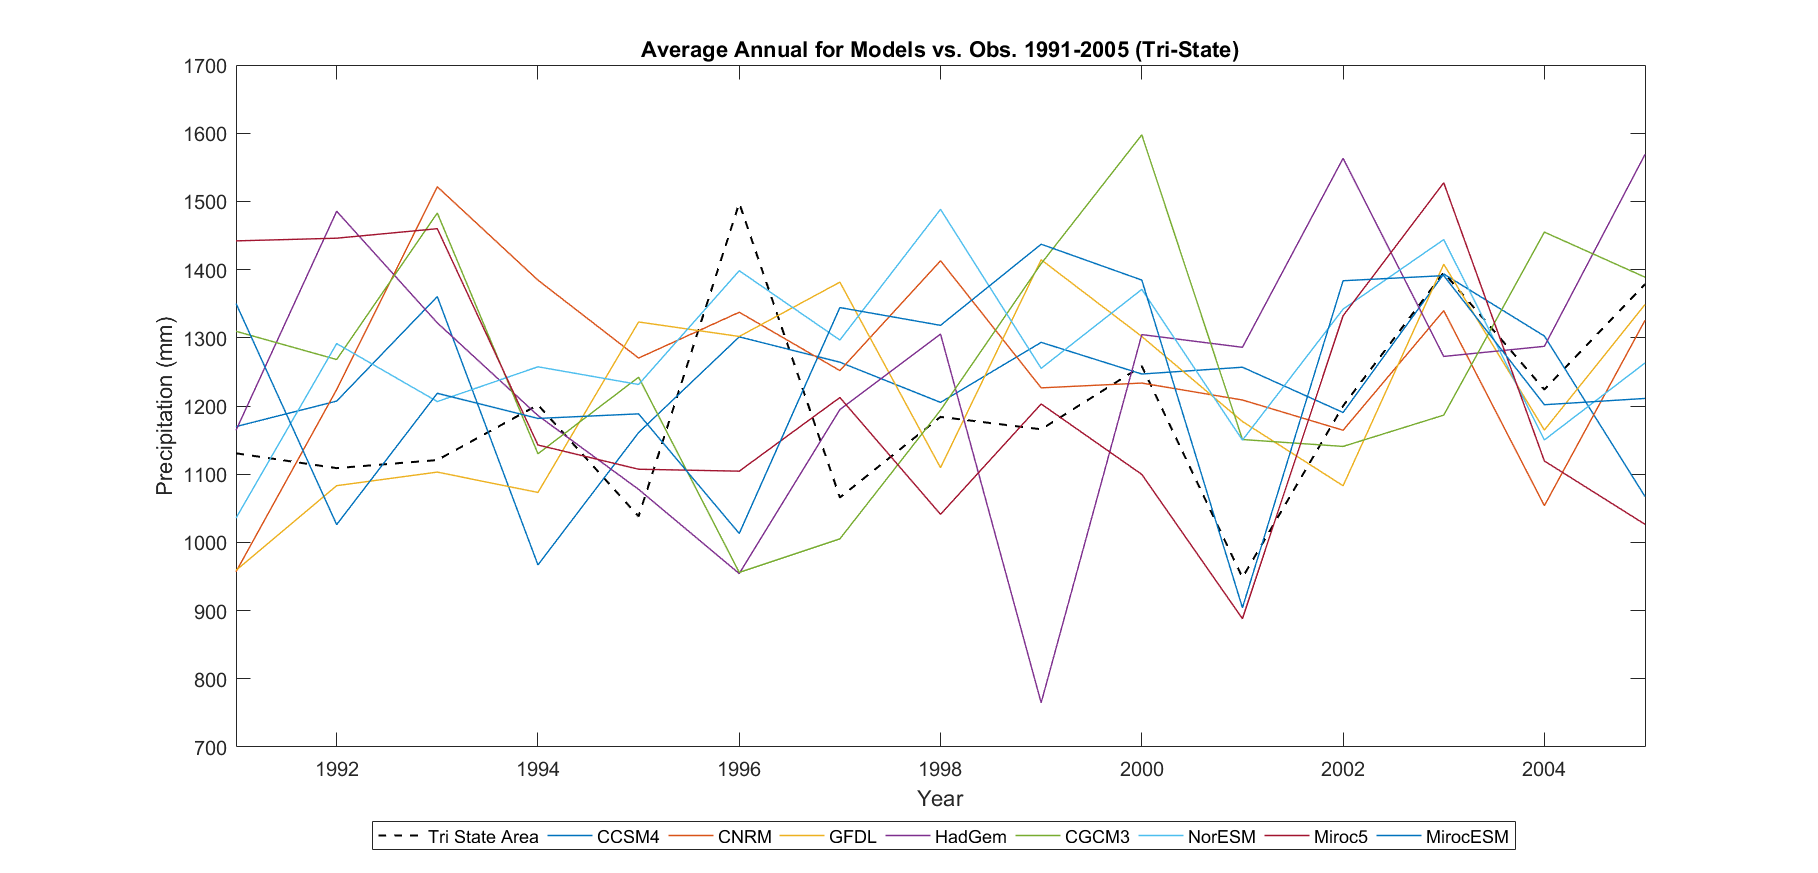 Average Annual for Models vs. Obs. 1991-2005 (Tri-State)
1700
1600
1500
1400
1300
1200
1100
1000
900
800
700
Precipitation (mm)
1992 1994 1996 1998 2000 2002 2004
Year
Tri State Area CCSM4 CNRM GFDL HadGem CGCM3 NorESM Miroc5 MirocESM